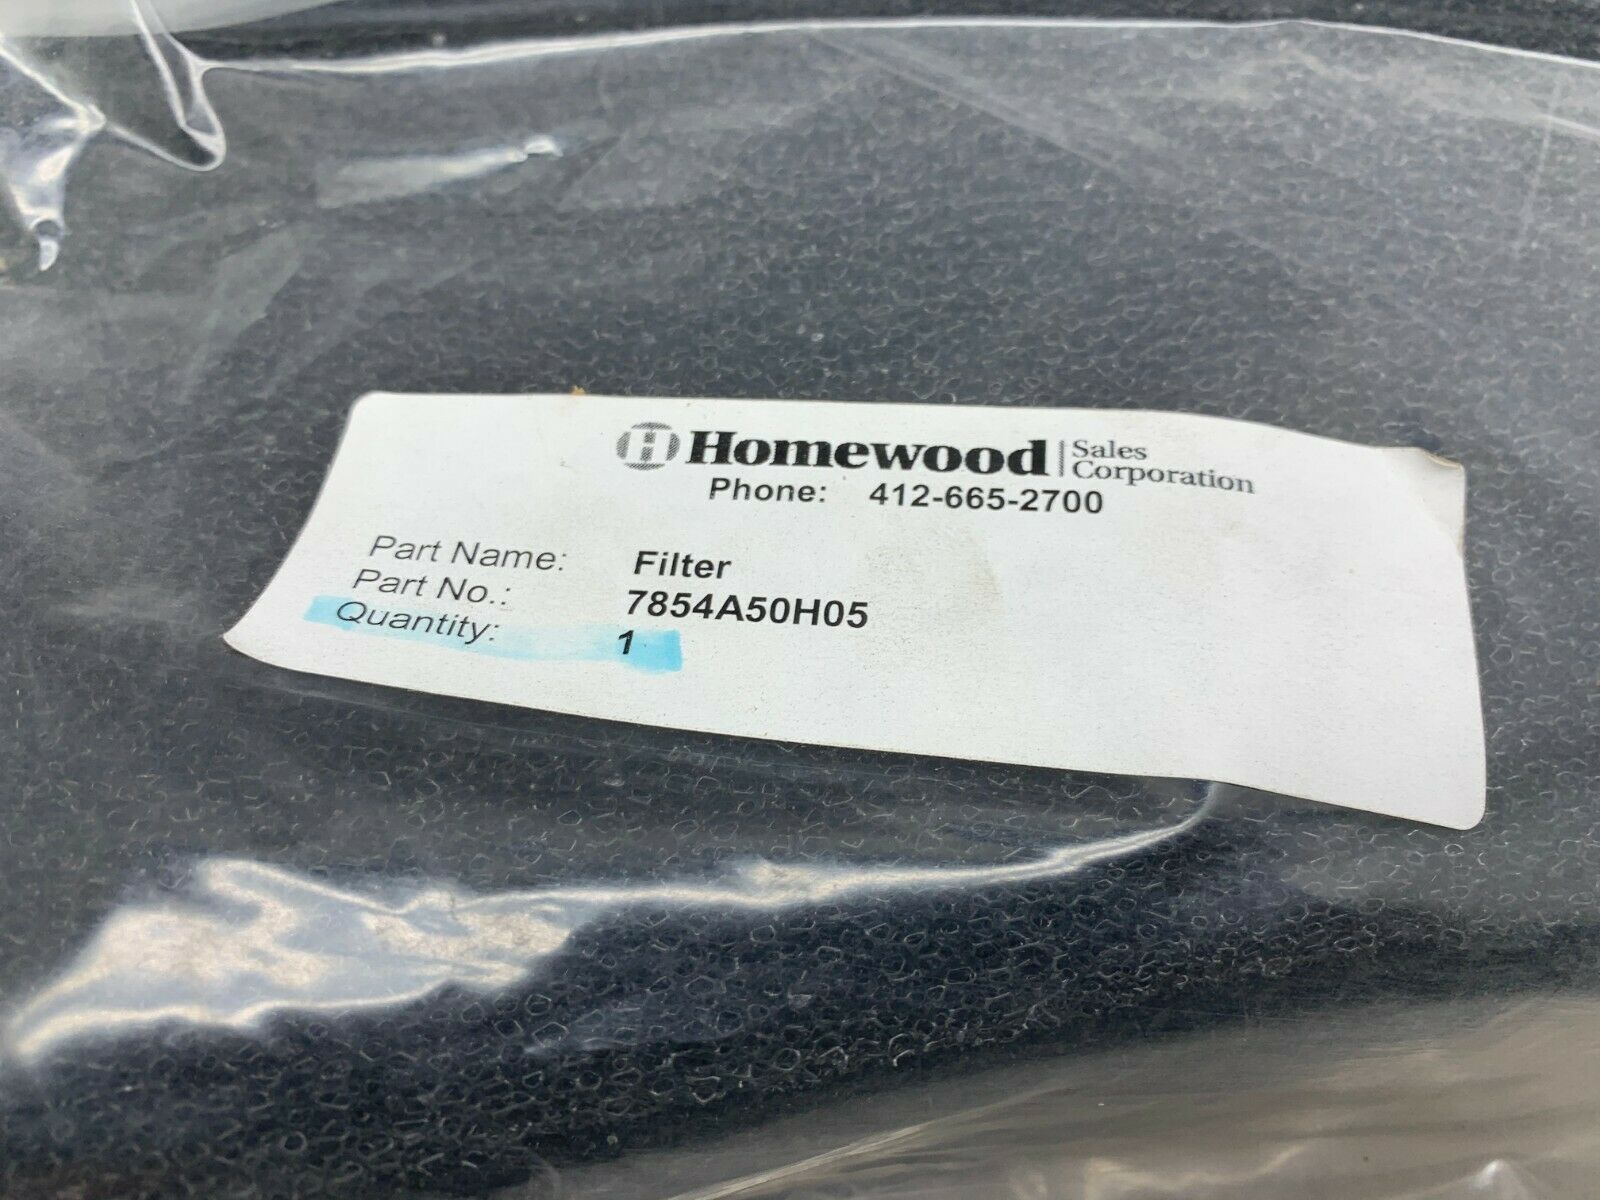 H Homewood Sales Corporation
Phone: 412-665-2700
Part Name: Filter
Part No.: 7854A50H05
Quantity: 1